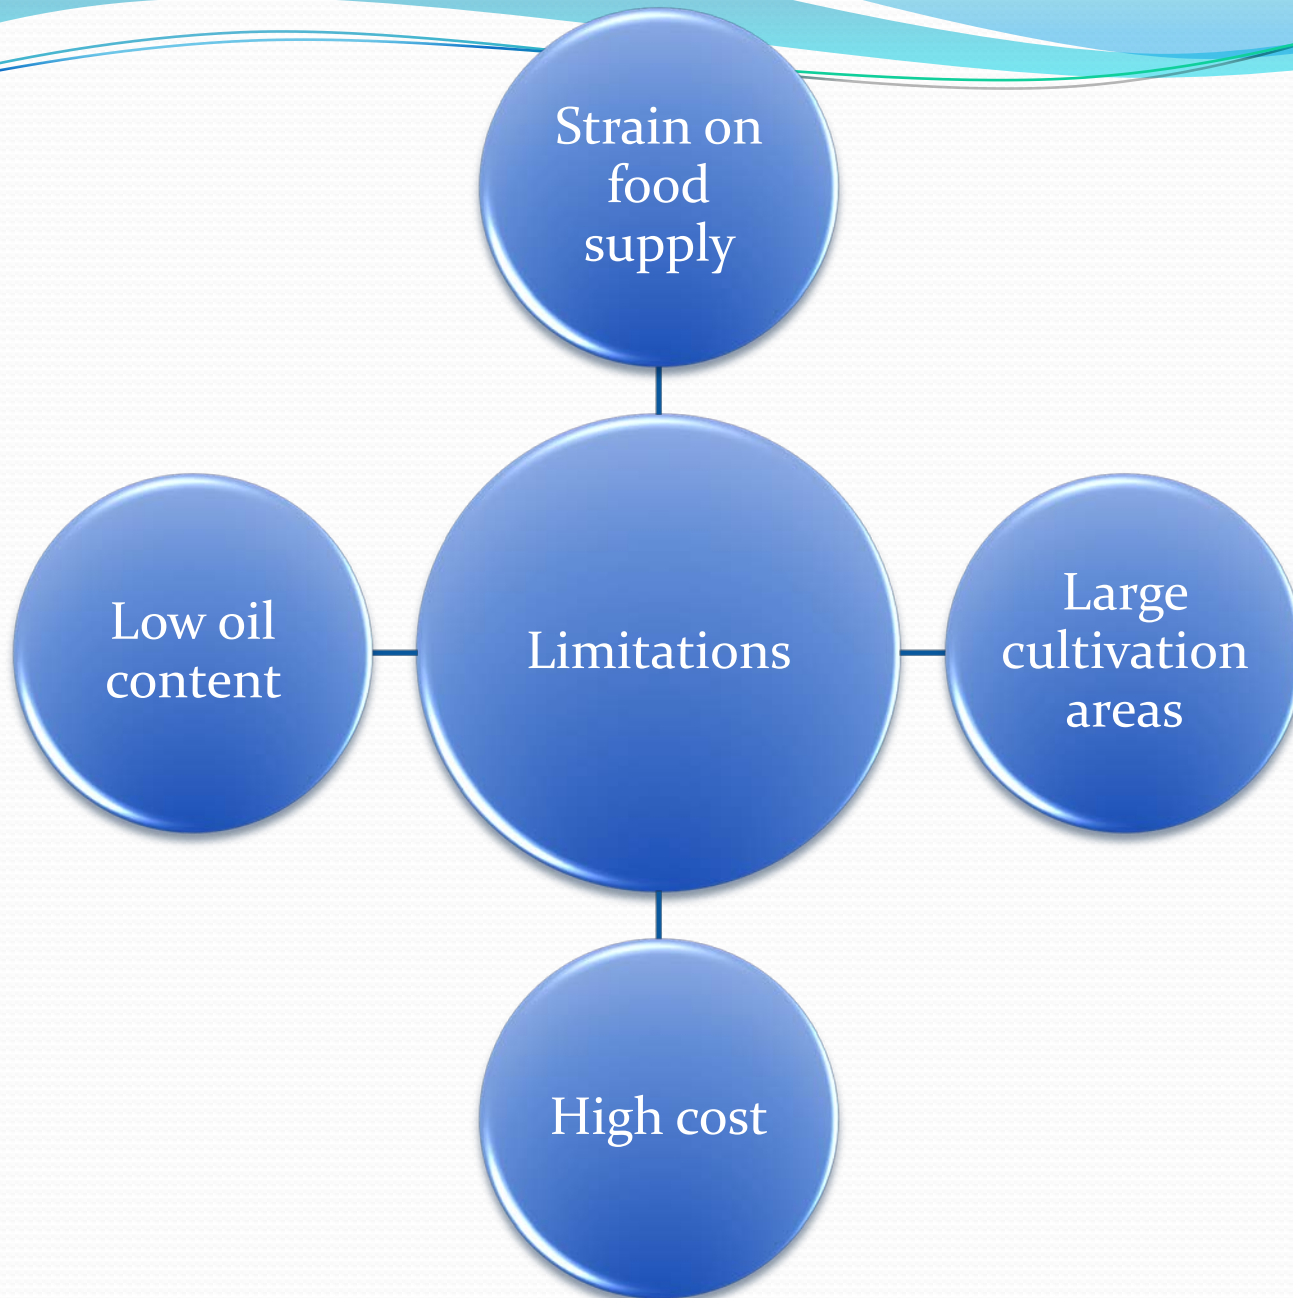 Strain on
food
supply
Low oil
content
Limitations
Large
cultivation
areas
High cost